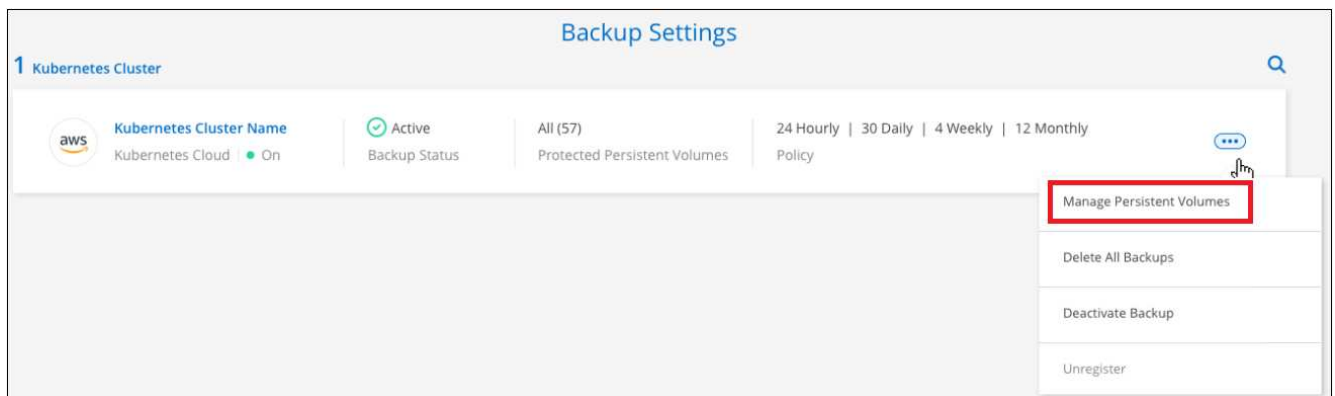 Backup Settings
1 Kubernetes Cluster
aws
Kubernetes Cluster Name
Kubernetes Cloud
On
Active
Backup Status
All (57)
Protected Persistent Volumes
24 Hourly | 30 Daily | 4 Weekly | 12 Monthly
Policy
Manage Persistent Volumes
Delete All Backups
Deactivate Backup
Unregister